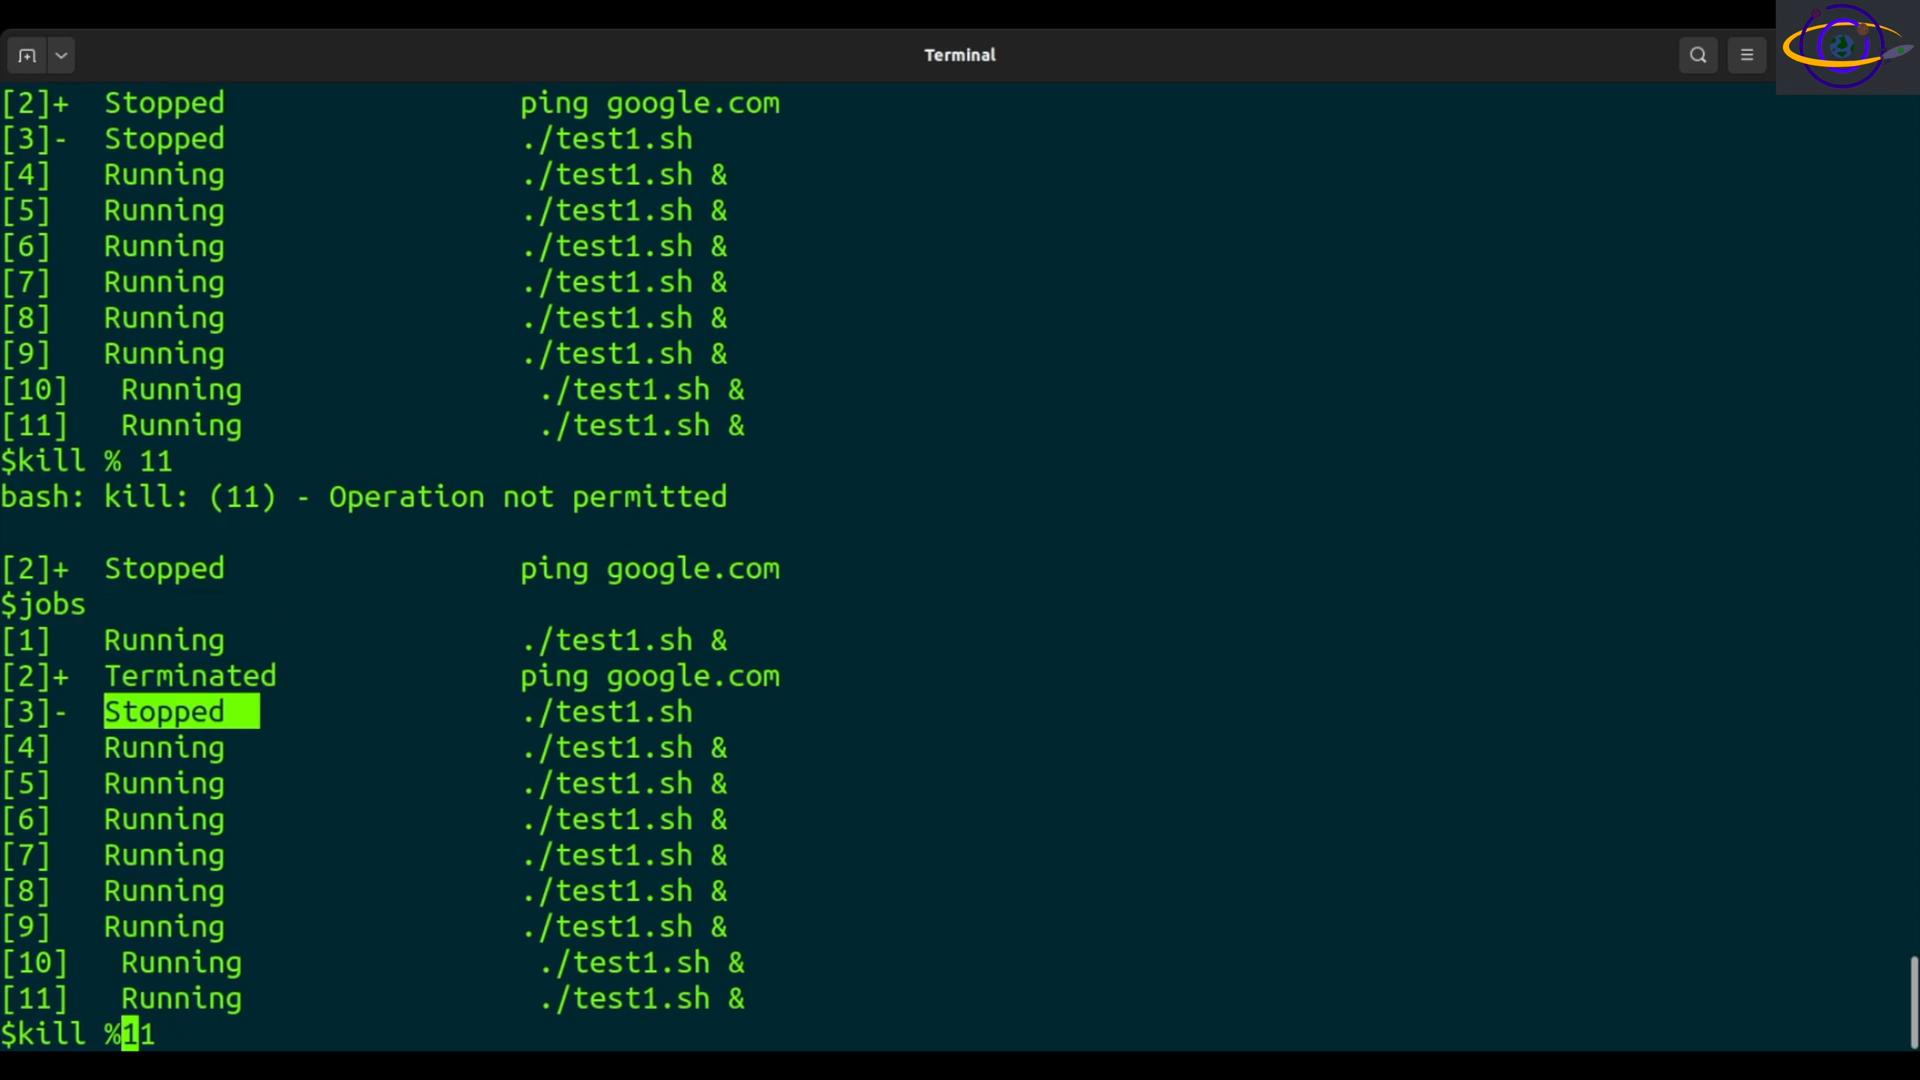 Terminal
[2]+  Stopped                 ping google.com
[3]-  Stopped                 ./test1.sh
[4]   Running                 ./test1.sh &
[5]   Running                 ./test1.sh &
[6]   Running                 ./test1.sh &
[7]   Running                 ./test1.sh &
[8]   Running                 ./test1.sh &
[9]   Running                 ./test1.sh &
[10]   Running                 ./test1.sh &
[11]   Running                 ./test1.sh &
$kill % 11
bash: kill: (11) - Operation not permitted
[2]+  Stopped                 ping google.com
$jobs
[1]   Running                 ./test1.sh &
[2]+  Terminated              ping google.com
[3]-  Stopped                 ./test1.sh
[4]   Running                 ./test1.sh &
[5]   Running                 ./test1.sh &
[6]   Running                 ./test1.sh &
[7]   Running                 ./test1.sh &
[8]   Running                 ./test1.sh &
[9]   Running                 ./test1.sh &
[10]   Running                 ./test1.sh &
[11]   Running                 ./test1.sh &
$kill %11